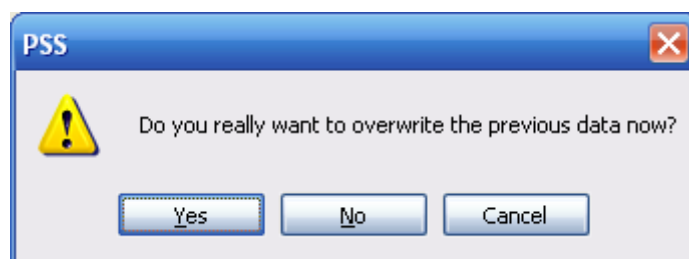 PSS
Do you really want to overwrite the previous data now?
Yes No Cancel